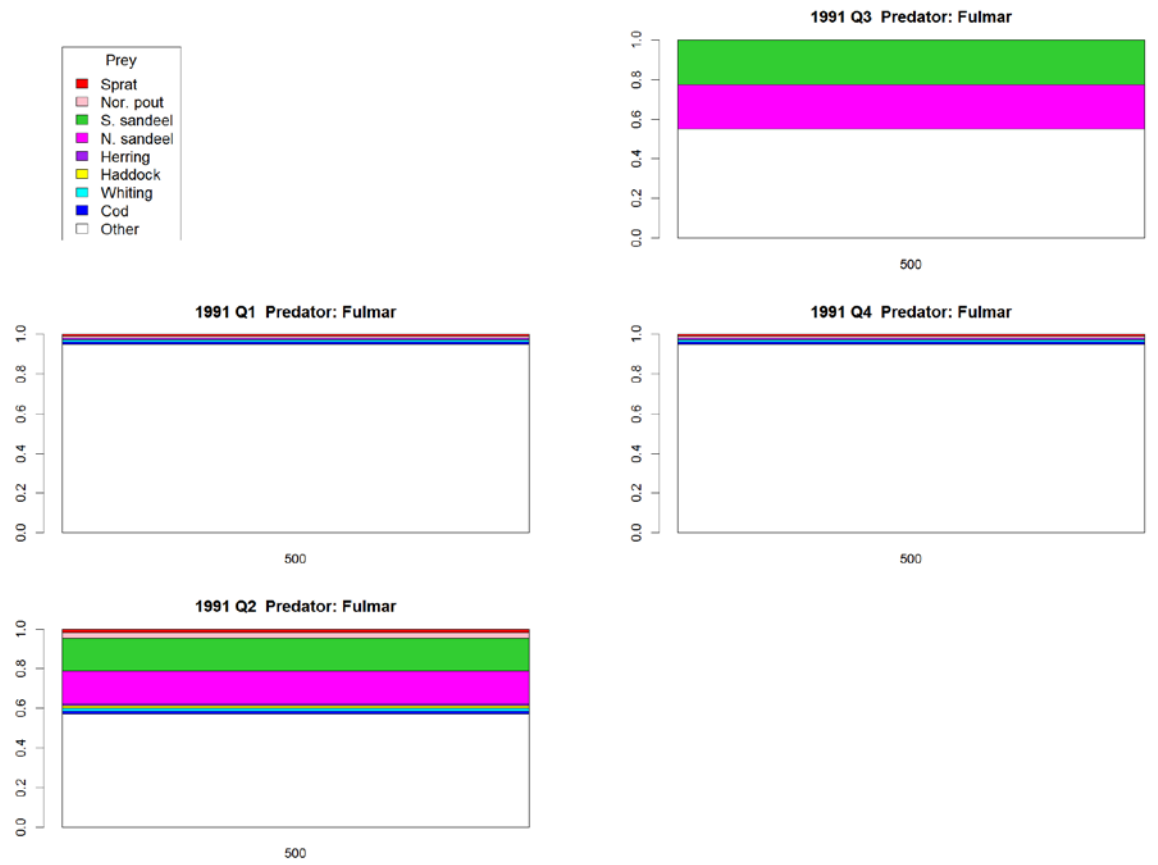 Prey
Sprat
Nor. pout
S. sandeel
N. sandeel
Herring
Haddock
Whiting
Cod
Other
1991 Q3 Predator: Fulmar
1.0
0.8
0.6
0.4
0.2
0.0
500
1991 Q1 Predator: Fulmar
1.0
0.8
0.6
0.4
0.2
0.0
500
1991 Q4 Predator: Fulmar
1.0
0.8
0.6
0.4
0.2
0.0
500
1991 Q2 Predator: Fulmar
1.0
0.8
0.6
0.4
0.2
0.0
500